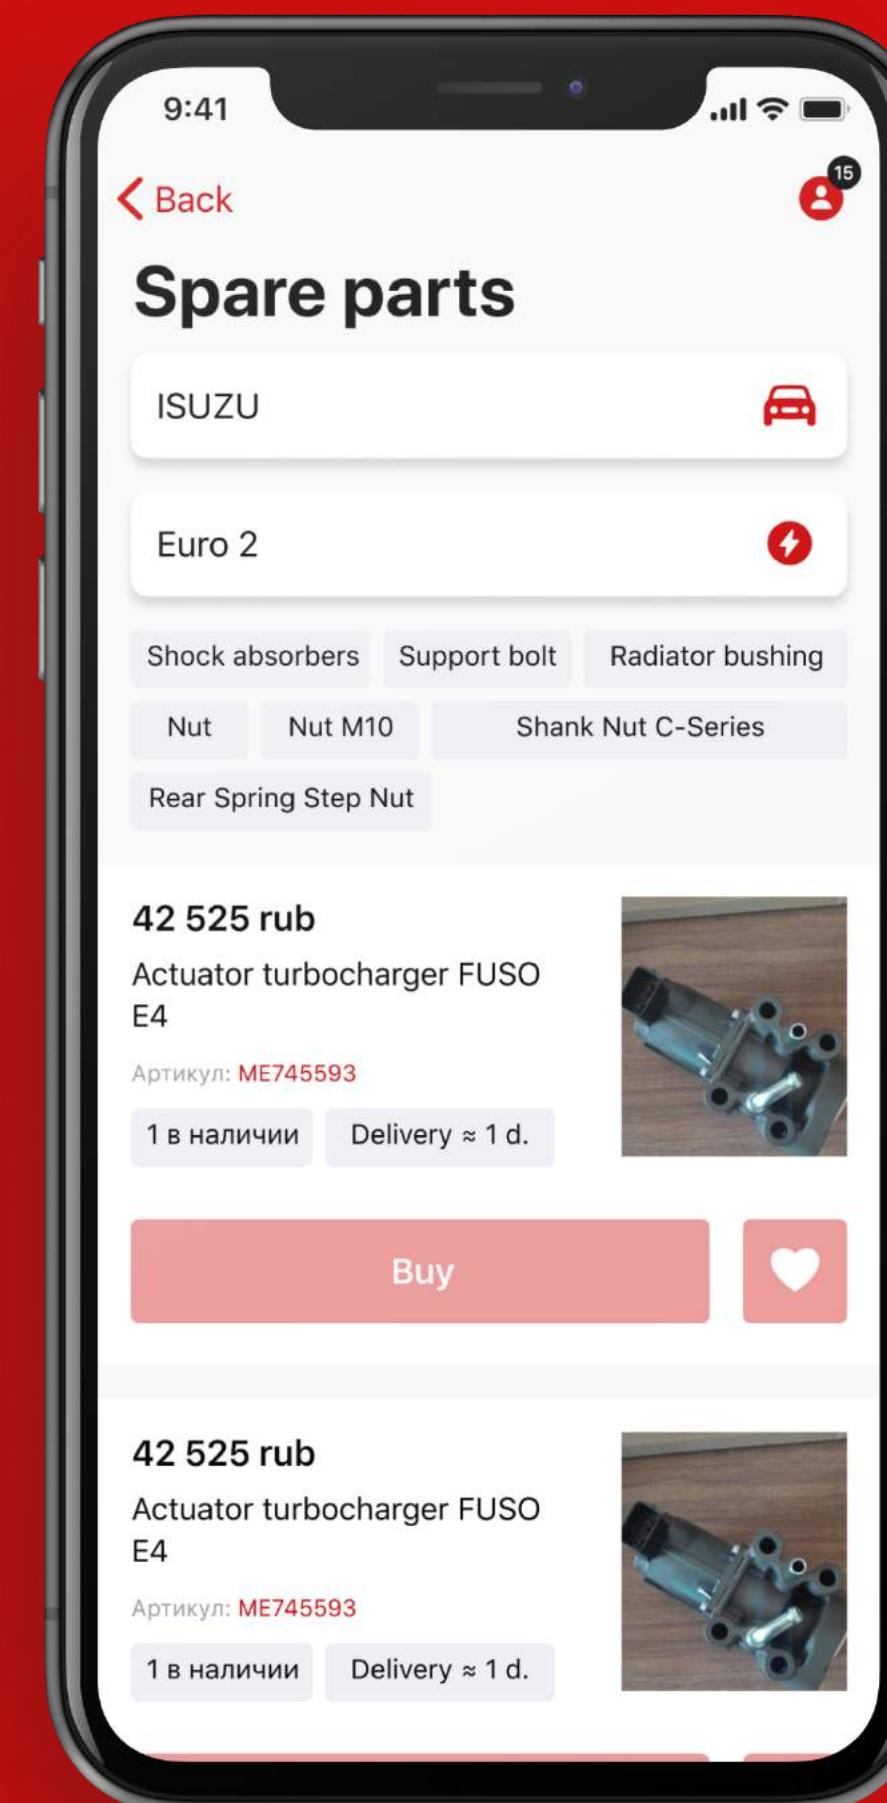 9:41
Back
15
Spare parts
ISUZU
Euro 2
Shock absorbers Support bolt Radiator bushing
Nut Nut M10 Shank Nut C-Series
Rear Spring Step Nut
42 525 rub
Actuator turbocharger FUSO
E4
Артикул: ME745593
1 в наличии Delivery ≈ 1 d.
Buy
42 525 rub
Actuator turbocharger FUSO
E4
Артикул: ME745593
1 в наличии Delivery ≈ 1 d.